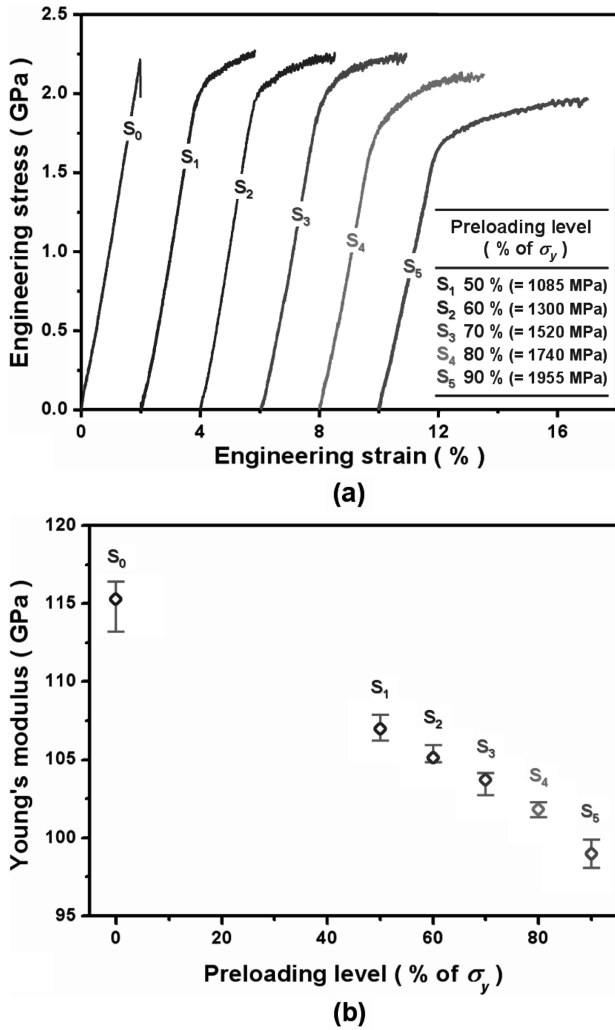 Engineering stress ( GPa )
2.5
2.0
1.5
1.0
0.5
0.0
S₀
S₁
S₂
S₃
S₄
S₅
Preloading level
( % of σy )
S₁ 50 % (= 1085 MPa)
S₂ 60 % (= 1300 MPa)
S₃ 70 % (= 1520 MPa)
S₄ 80 % (= 1740 MPa)
S₅ 90 % (= 1955 MPa)
0 4 8 12 16
Engineering strain ( % )
(a)
Young's modulus ( GPa )
120
115
110
105
100
95
S₀
S₁
S₂
S₃
S₄
S₅
0 20 40 60 80
Preloading level ( % of σy )
(b)